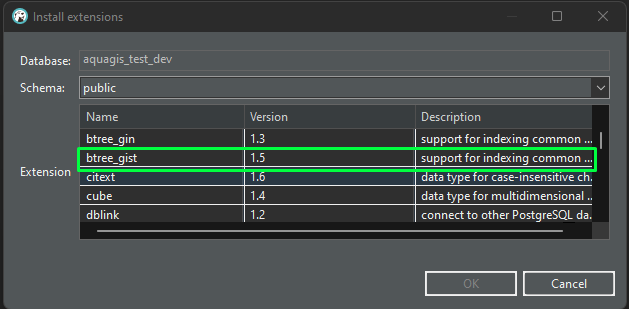 Install extensions
Database: aquagis_test_dev
Schema: public
Name Version Description
btree_gin 1.3 support for indexing common ...
btree_gist 1.5 support for indexing common ...
Extension
citext 1.6 data type for case-insensitive ch...
cube 1.4 data type for multidimensional ...
dblink 1.2 connect to other PostgreSQL da...
OK Cancel